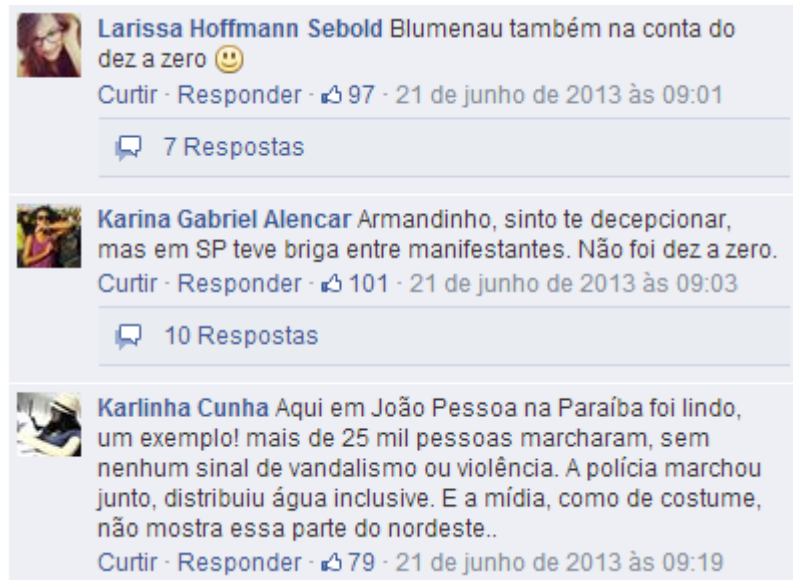 Larissa Hoffmann Sebold Blumenau também na conta do
dez a zero
Curtir · Responder · 97 · 21 de junho de 2013 às 09:01
7 Respostas
Karina Gabriel Alencar Armandinho, sinto te decepcionar,
mas em SP teve briga entre manifestantes. Não foi dez a zero.
Curtir · Responder · 101 · 21 de junho de 2013 às 09:03
10 Respostas
Karlinha Cunha Aqui em João Pessoa na Paraíba foi lindo,
um exemplo! mais de 25 mil pessoas marcharam, sem
nenhum sinal de vandalismo ou violência. A polícia marchou
junto, distribuiu água inclusive. E a mídia, como de costume,
não mostra essa parte do nordeste..
Curtir · Responder · 79 · 21 de junho de 2013 às 09:19